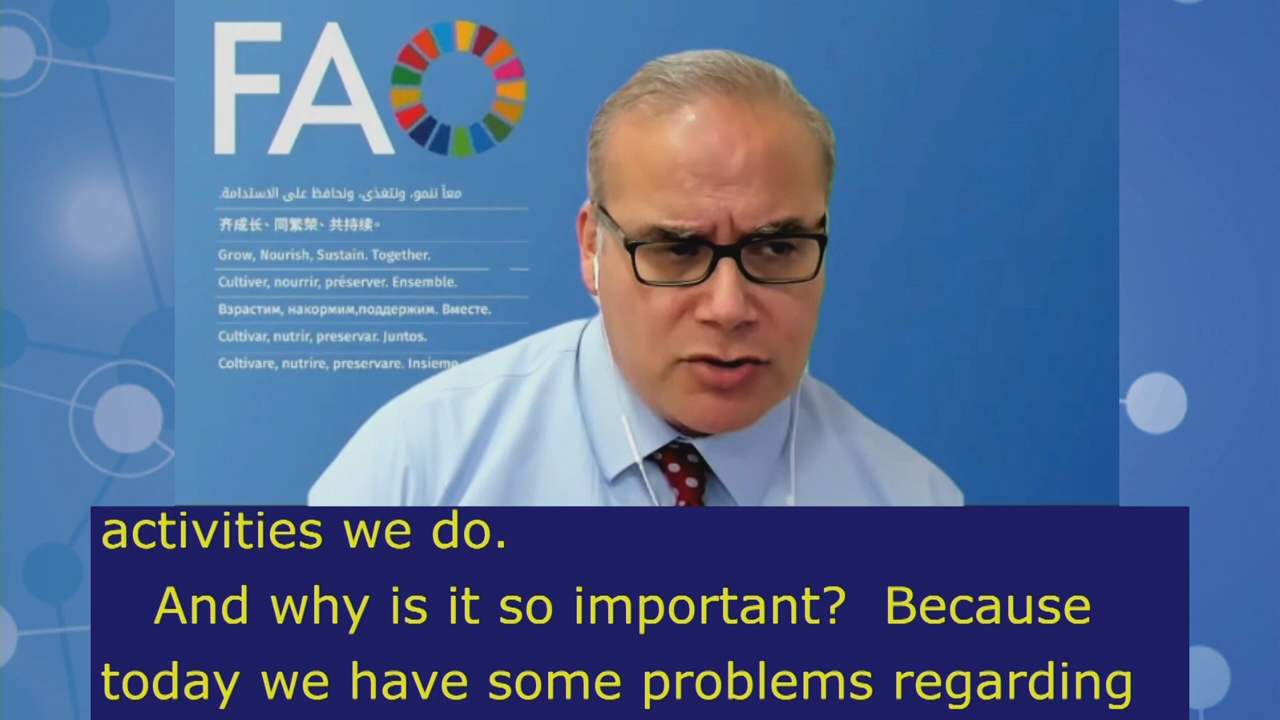 FAO
معاً ننمو، ونتغذى، ونحافظ على الاستدامة.
齐成长、同繁荣、共持续。
Grow, Nourish, Sustain. Together.
Cultiver, nourrir, préserver. Ensemble.
Взрастим, накормим,поддержим. Вместе.
Cultivar, nutrir, preservar. Juntos.
Coltivare, nutrire, preservare. Insieme
activities we do.
And why is it so important? Because
today we have some problems regarding